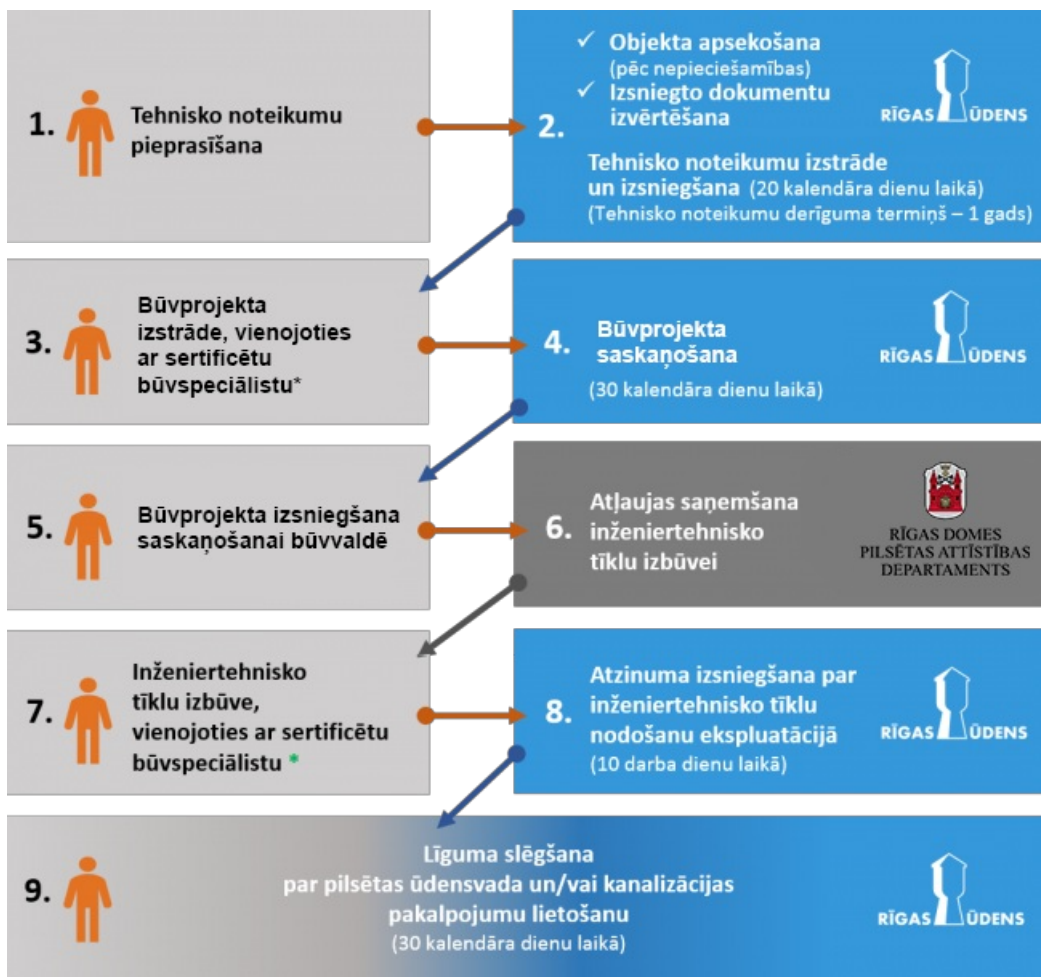 1.
Tehnisko noteikumu
pieprasīšana
2.
✓ Objekta apsekošana
(pēc nepieciešamības)
✓ Izsniegto dokumentu
izvērtēšana
RĪGAS ŪDENS
Tehnisko noteikumu izstrāde
un izsniegšana (20 kalendāra dienu laikā)
(Tehnisko noteikumu derīguma termiņš – 1 gads)
3.
Būvprojekta
izstrāde, vienojoties
ar sertificētu
būvspeciālistu*
4.
Būvprojekta
saskaņošana
(30 kalendāra dienu laikā)
RĪGAS ŪDENS
5.
Būvprojekta izsniegšana
saskaņošanai būvvaldē
6.
Atļaujas saņemšana
inženiertehnisko
tīklu izbūvei
RĪGAS DOMES
PILSĒTAS ATTĪSTĪBAS
DEPARTAMENTS
7.
Inženiertehnisko
tīklu izbūve,
vienojoties ar sertificētu
būvspeciālistu *
8.
Atzinuma izsniegšana par
inženiertehnisko tīklu
nodošanu ekspluatācijā
(10 darba dienu laikā)
RĪGAS ŪDENS
9.
Līguma slēgšana
par pilsētas ūdensvada un/vai kanalizācijas
pakalpojumu lietošanu
(30 kalendāra dienu laikā)
RĪGAS ŪDENS